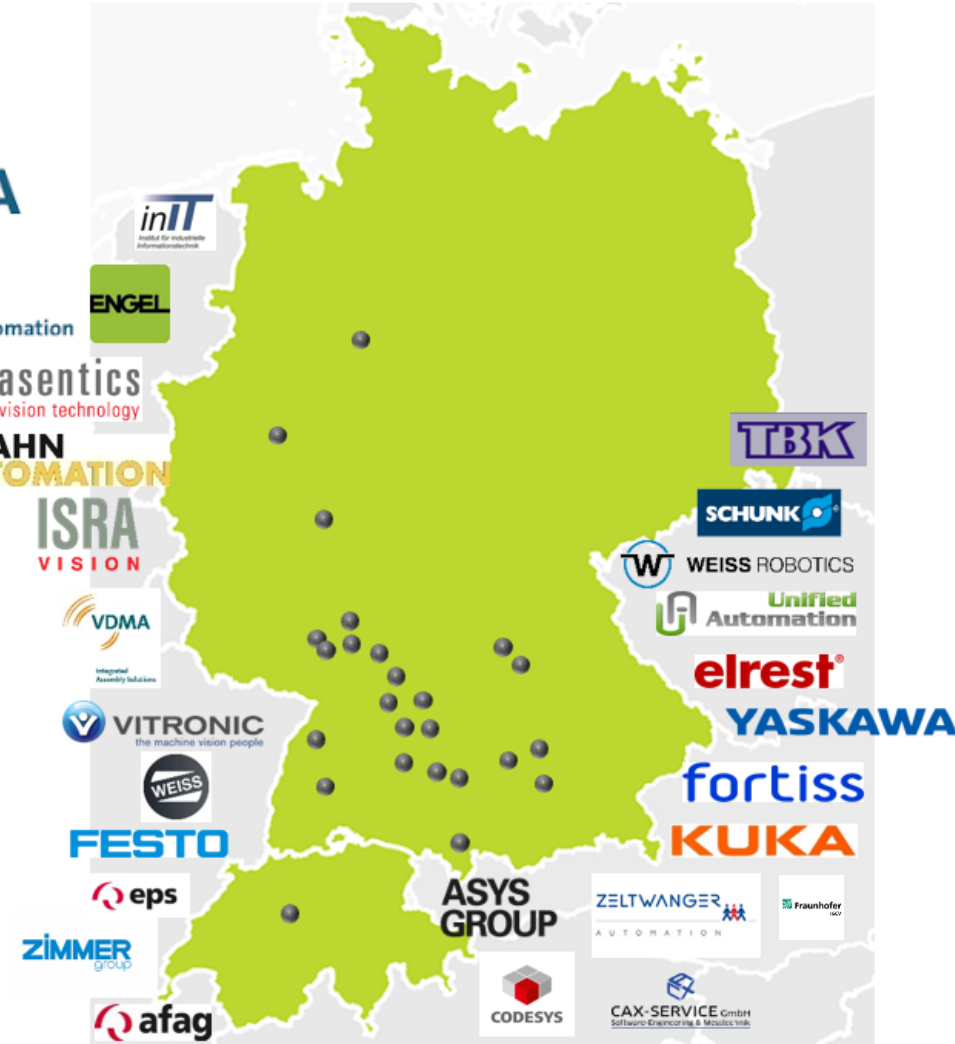 A
inIT
Institut für industrielle
Informationstechnik
ENGEL
omation
asentics
vision technology
AHN
TOMATION
ISRA
VISION
VDMA
Integrated
Assembly Solutions
VITRONIC
the machine vision people
WEISS
FESTO
eps
ZIMMER
group
afag
TBK
SCHUNK
®
W WEISS ROBOTICS
Unified
Automation
elrest®
YASKAWA
fortiss
KUKA
ASYS
GROUP
ZELTWANGER
AUTOMATION
Fraunhofer
IGCV
CODESYS
CAX-SERVICE GmbH
Software-Engineering & Messtechnik